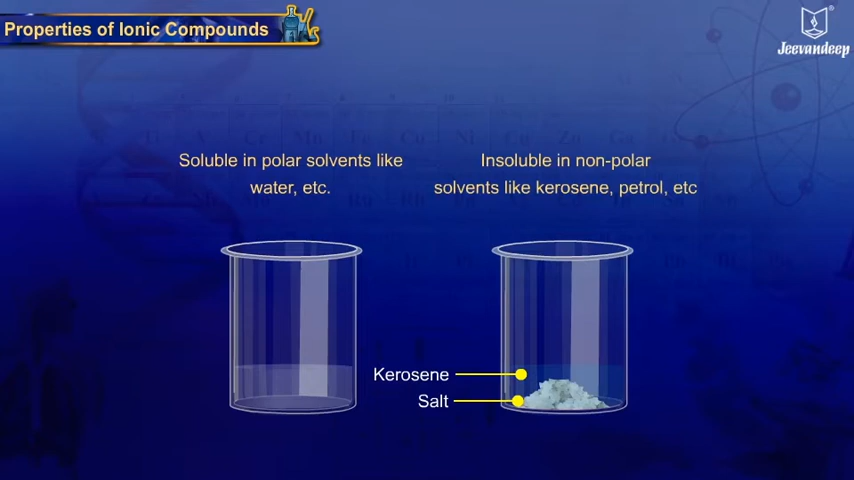 Properties of Ionic Compounds
Jeevandeep
®
Soluble in polar solvents like
water, etc.
Insoluble in non-polar
solvents like kerosene, petrol, etc
Kerosene
Salt